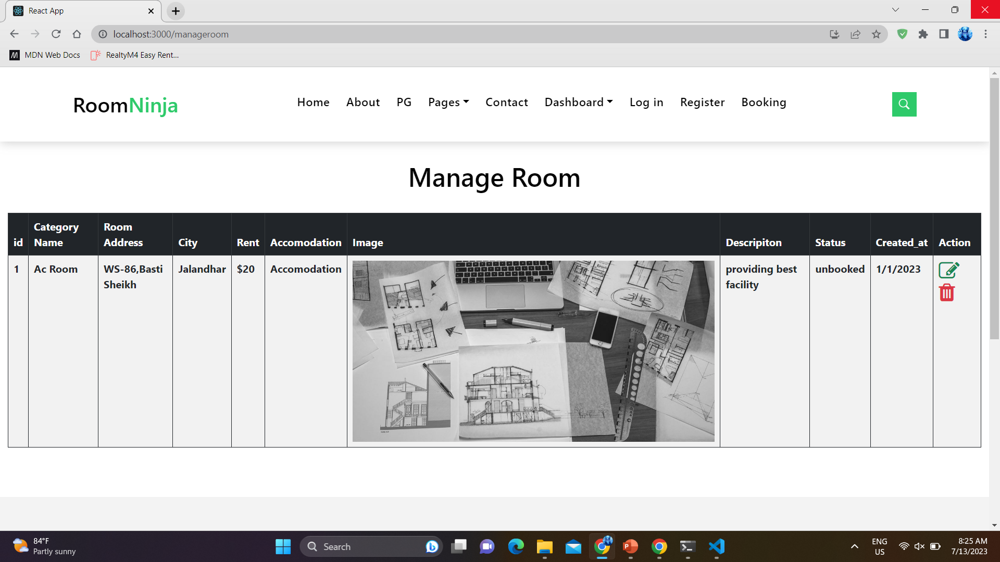 React App
localhost:3000/manageroom
MDN Web Docs
RealtyM4 Easy Rent...
RoomNinja
Home About PG Pages Contact Dashboard Log in Register Booking
Manage Room
id Category Name Room Address City Rent Accomodation Image Descripiton Status Created_at Action
1 Ac Room WS-86,Basti Sheikh Jalandhar $20 Accomodation providing best facility unbooked 1/1/2023
84°F
Partly sunny
Search
ENG
US
8:25 AM
7/13/2023